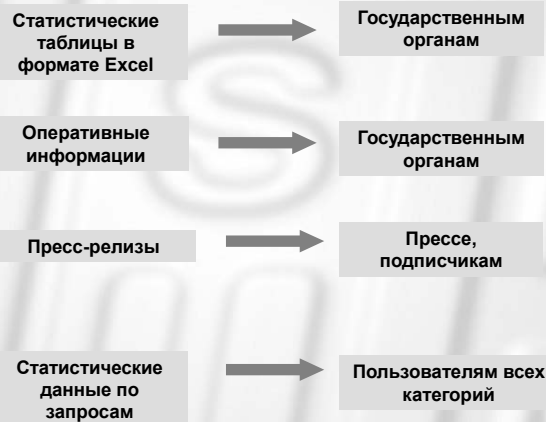 Статистические
таблицы в
формате Excel
Государственным
органам
Оперативные
информации
Государственным
органам
Пресс-релизы
Прессе,
подписчикам
Статистические
данные по
запросам
Пользователям всех
категорий